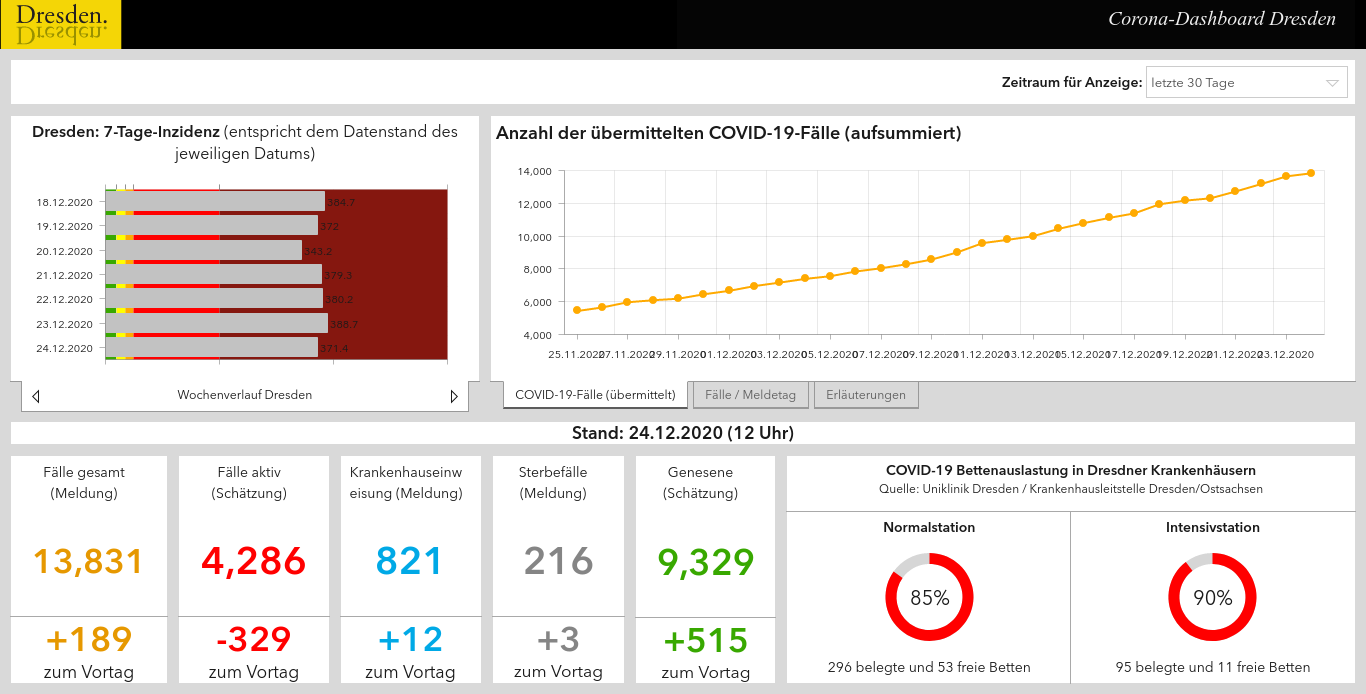 Dresden.
Corona-Dashboard Dresden
Zeitraum für Anzeige:
letzte 30 Tage
Dresden: 7-Tage-Inzidenz (entspricht dem Datenstand des
jeweiligen Datums)
18.12.2020
384.7
19.12.2020
372
20.12.2020
343.2
21.12.2020
379.3
22.12.2020
380.2
23.12.2020
388.7
24.12.2020
371.4
Wochenverlauf Dresden
Anzahl der übermittelten COVID-19-Fälle (aufsummiert)
14,000
12,000
10,000
8,000
6,000
4,000
25.11.2020 27.11.2020 29.11.2020 01.12.2020 03.12.2020 05.12.2020 07.12.2020 09.12.2020 11.12.2020 13.12.2020 15.12.2020 17.12.2020 19.12.2020 21.12.2020 23.12.2020
COVID-19-Fälle (übermittelt)
Fälle / Meldetag
Erläuterungen
Stand: 24.12.2020 (12 Uhr)
Fälle gesamt
(Meldung)
13,831
+189
zum Vortag
Fälle aktiv
(Schätzung)
4,286
-329
zum Vortag
Krankenhauseinw
eisung (Meldung)
821
+12
zum Vortag
Sterbefälle
(Meldung)
216
+3
zum Vortag
Genesene
(Schätzung)
9,329
+515
zum Vortag
COVID-19 Bettenauslastung in Dresdner Krankenhäusern
Quelle: Uniklinik Dresden / Krankenhausleitstelle Dresden/Ostsachsen
Normalstation
85%
296 belegte und 53 freie Betten
Intensivstation
90%
95 belegte und 11 freie Betten